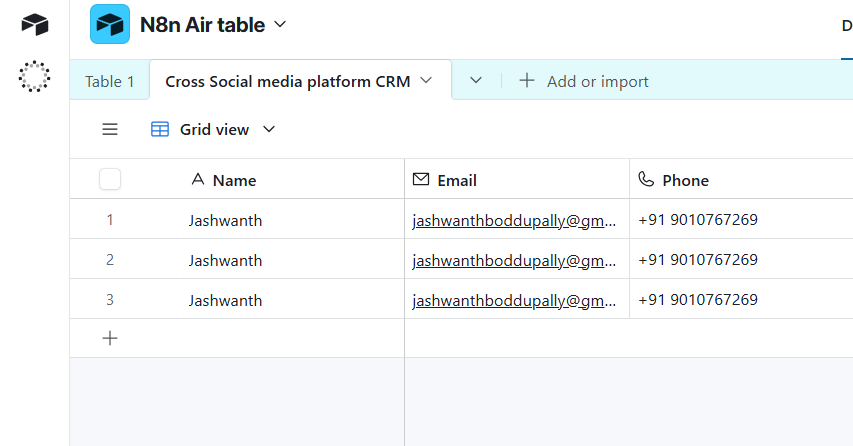 N8n Air table
D
Table 1 Cross Social media platform CRM Add or import
Grid view
Name Email Phone
1 Jashwanth jashwanthboddupally@gm... +91 9010767269
2 Jashwanth jashwanthboddupally@gm... +91 9010767269
3 Jashwanth jashwanthboddupally@gm... +91 9010767269